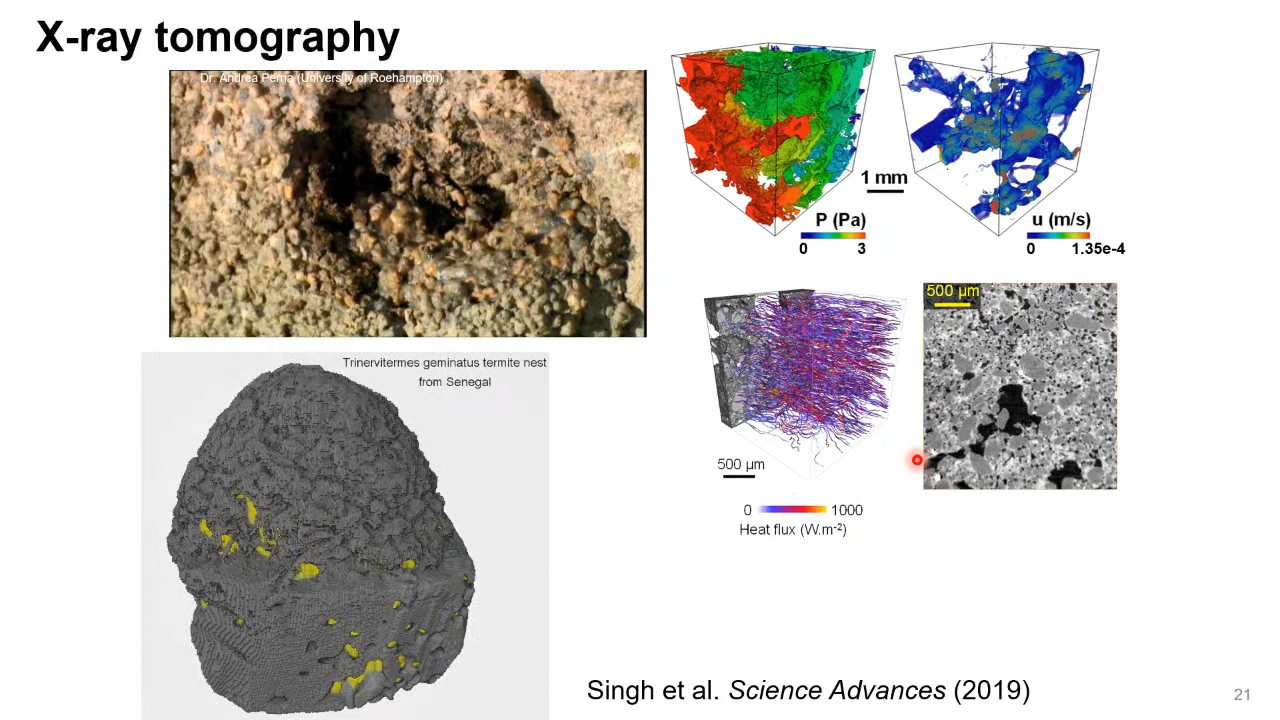 X-ray tomography
Dr. Andrea Perna (University of Roehampton)
1 mm
P (Pa)
0 3
u (m/s)
0 1.35e-4
500 µm
500 µm
0 1000
Heat flux (W.m-2)
Trinervitermes geminatus termite nest
from Senegal
Singh et al. Science Advances (2019)
21